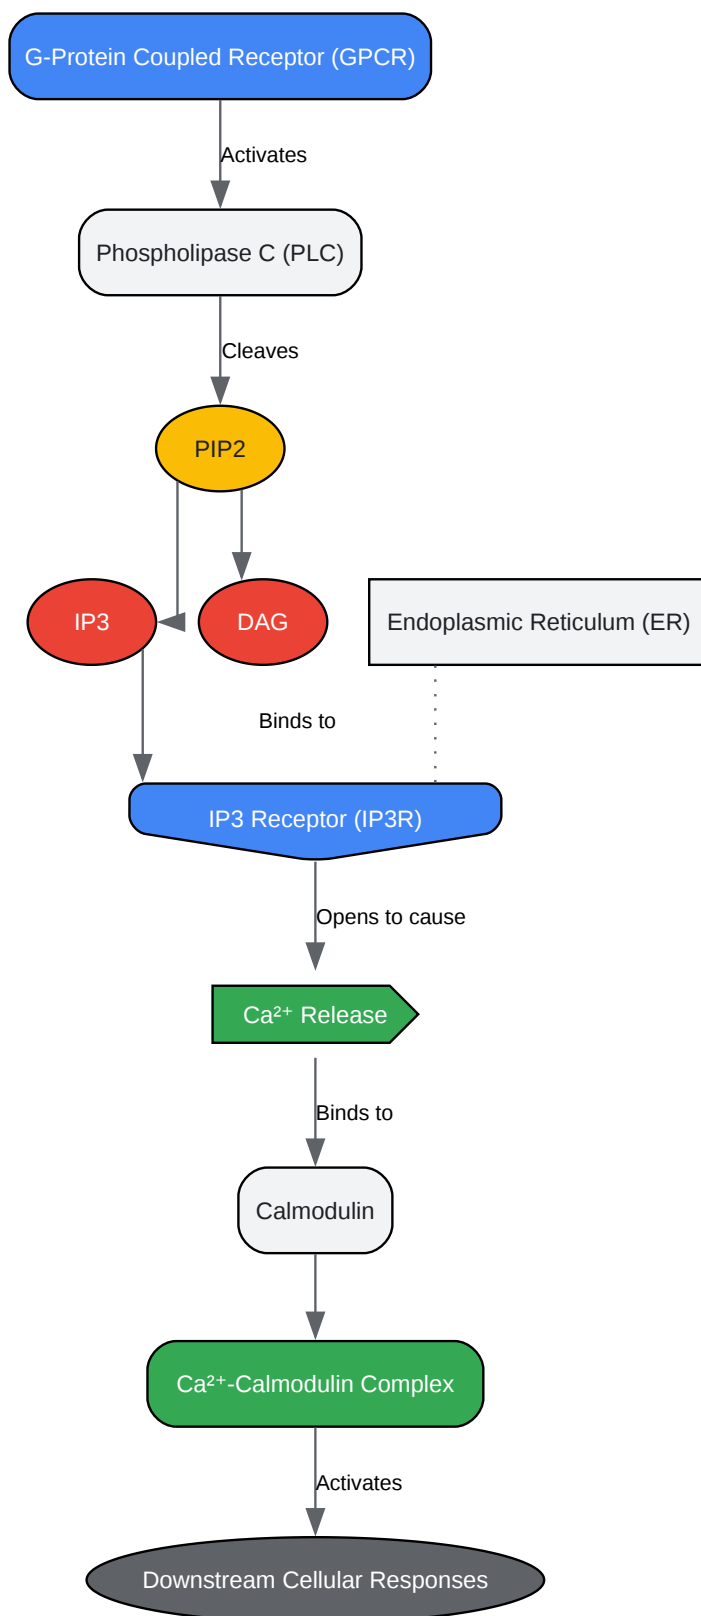 G-Protein Coupled Receptor (GPCR)
Activates
Phospholipase C (PLC)
Cleaves
PIP2
IP3
DAG
Endoplasmic Reticulum (ER)
Binds to
IP3 Receptor (IP3R)
Opens to cause
Ca²⁺ Release
Binds to
Calmodulin
Ca²⁺-Calmodulin Complex
Activates
Downstream Cellular Responses